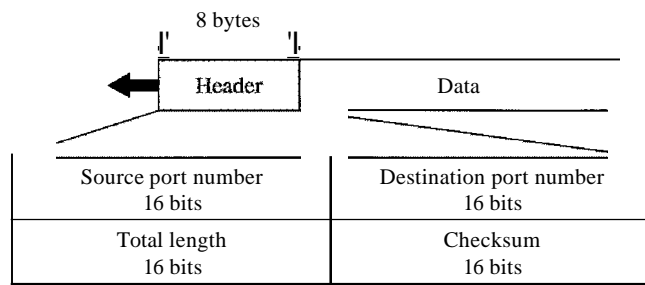 8 bytes
Header
Data
Source port number
16 bits
Destination port number
16 bits
Total length
16 bits
Checksum
16 bits